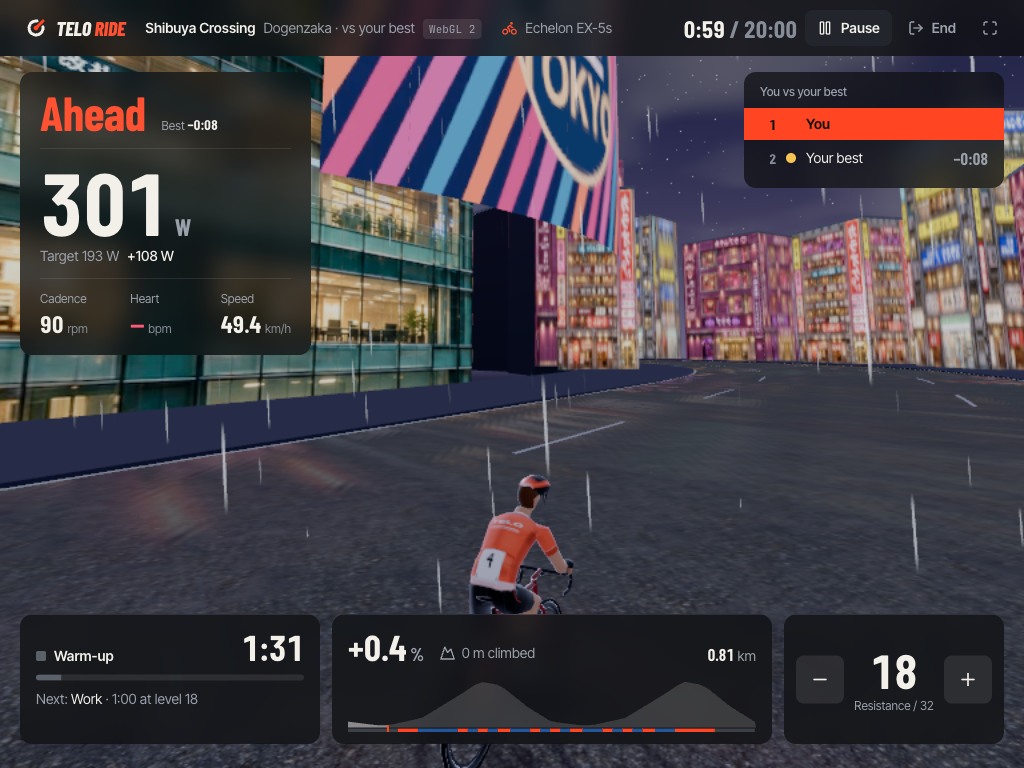 TELO RIDE
Shibuya Crossing Dogenzaka · vs your best WebGL 2
Echelon EX-5s
0:59 / 20:00
Pause
End
Ahead Best −0:08
301 W
Target 193 W +108 W
Cadence Heart Speed
90 rpm — bpm 49.4 km/h
You vs your best
1 You
2 Your best −0:08
OKYO
TELO
4
Warm-up 1:31
Next: Work · 1:00 at level 18
+0.4 % 0 m climbed 0.81 km
− 18 +
Resistance / 32